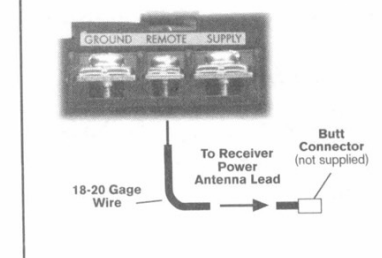 GROUND REMOTE SUPPLY
Butt
Connector
(not supplied)
To Receiver
Power
Antenna Lead
18-20 Gage
Wire